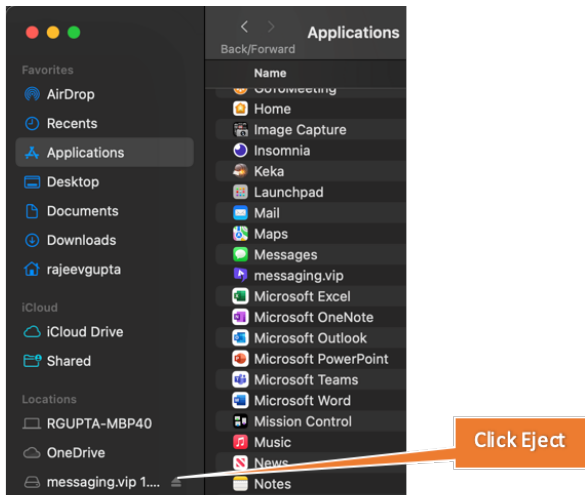 Back/Forward
Applications
Favorites
AirDrop
Recents
Applications
Desktop
Documents
Downloads
rajeevgupta
iCloud
iCloud Drive
Shared
Locations
RGUPTA-MBP40
OneDrive
messaging.vip 1....
Name
GoToMeeting
Home
Image Capture
Insomnia
Keka
Launchpad
Mail
Maps
Messages
messaging.vip
Microsoft Excel
Microsoft OneNote
Microsoft Outlook
Microsoft PowerPoint
Microsoft Teams
Microsoft Word
Mission Control
Music
News
Notes
Click Eject